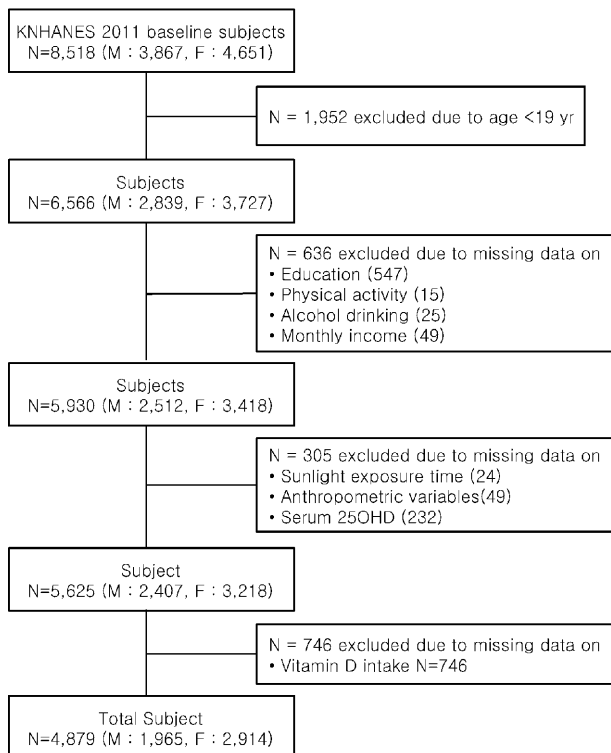 KNHANES 2011 baseline subjects
N=8,518 (M : 3,867, F : 4,651)
N = 1,952 excluded due to age <19 yr
Subjects
N=6,566 (M : 2,839, F : 3,727)
N = 636 excluded due to missing data on
• Education (547)
• Physical activity (15)
• Alcohol drinking (25)
• Monthly income (49)
Subjects
N=5,930 (M : 2,512, F : 3,418)
N = 305 excluded due to missing data on
• Sunlight exposure time (24)
• Anthropometric variables(49)
• Serum 25OHD (232)
Subject
N=5,625 (M : 2,407, F : 3,218)
N = 746 excluded due to missing data on
• Vitamin D intake N=746
Total Subject
N=4,879 (M : 1,965, F : 2,914)